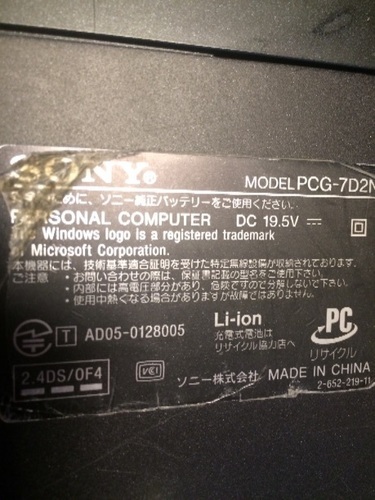 SONY®
MODEL PCG-7D2N
ために、ソニー純正バッテリーをご使用ください。
PERSONAL COMPUTER DC 19.5V
Windows logo is a registered trademark
Microsoft Corporation.
本機器には、技術基準適合証明を受けた特定無線設備が収納されております。
ご注意 ・お問い合わせの際は、保証書記載の型名をご使用下さい。
・内部には高電圧部分があり、危険ですので分解しないで下さい。
・使用中熱くなる場合がありますが故障ではありません。
T AD05-0128005
Li-ion
充電式電池は
リサイクル協力店へ
PC
リサイクル
2.4DS/OF4
VCI
ソニー株式会社 MADE IN CHINA
2-652-219-11